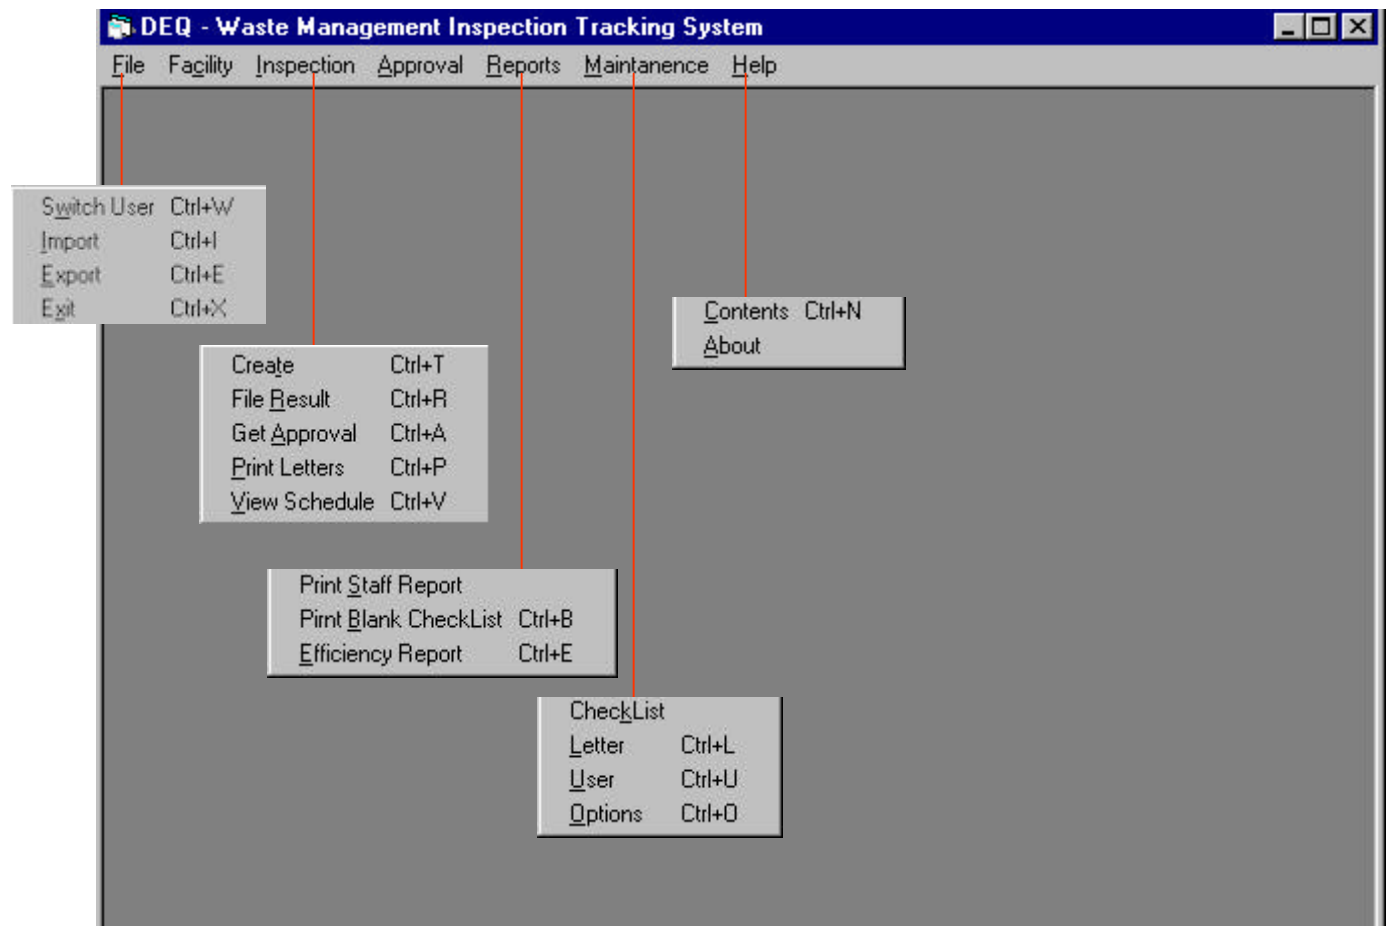 DEQ - Waste Management Inspection Tracking System
File Facility Inspection Approval Reports Maintanence Help
Switch User Ctrl+W
Import Ctrl+I
Export Ctrl+E
Exit Ctrl+X
Contents Ctrl+N
About
Create Ctrl+T
File Result Ctrl+R
Get Approval Ctrl+A
Print Letters Ctrl+P
View Schedule Ctrl+V
Print Staff Report
Pirnt Blank CheckList Ctrl+B
Efficiency Report Ctrl+E
CheckList
Letter Ctrl+L
User Ctrl+U
Options Ctrl+O